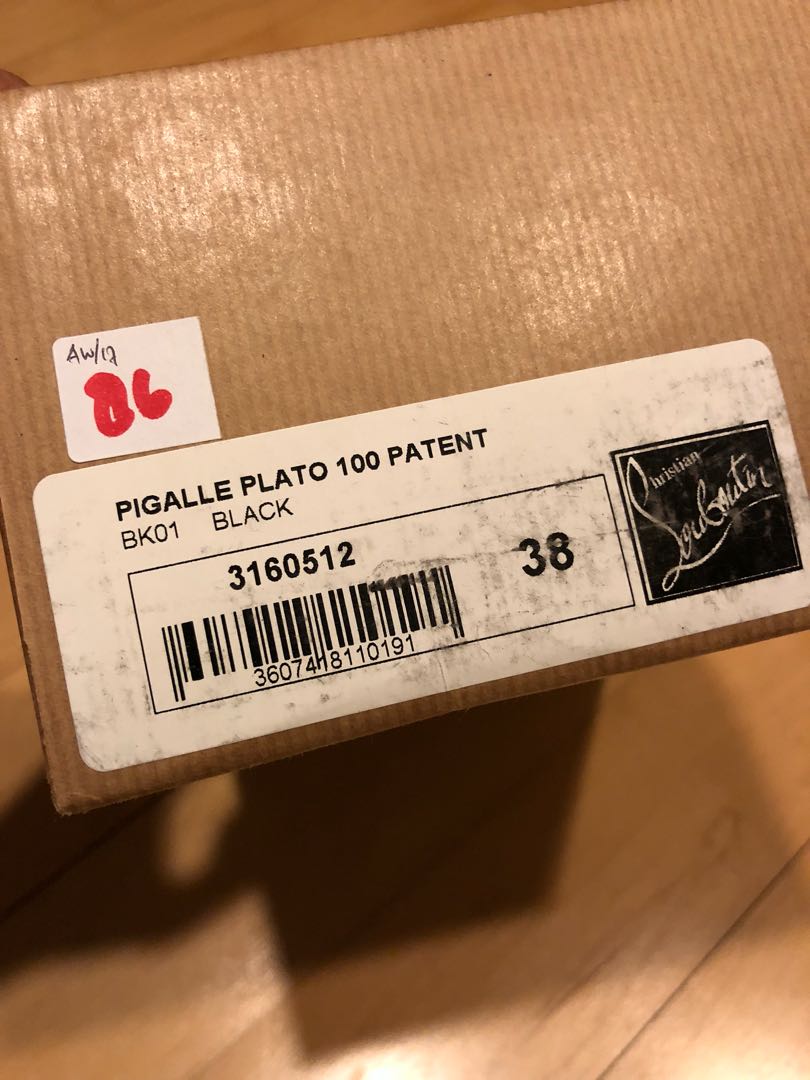 AW/17
86
PIGALLE PLATO 100 PATENT
BK01 BLACK
3160512
38
3607418110191
Christian
Louboutin